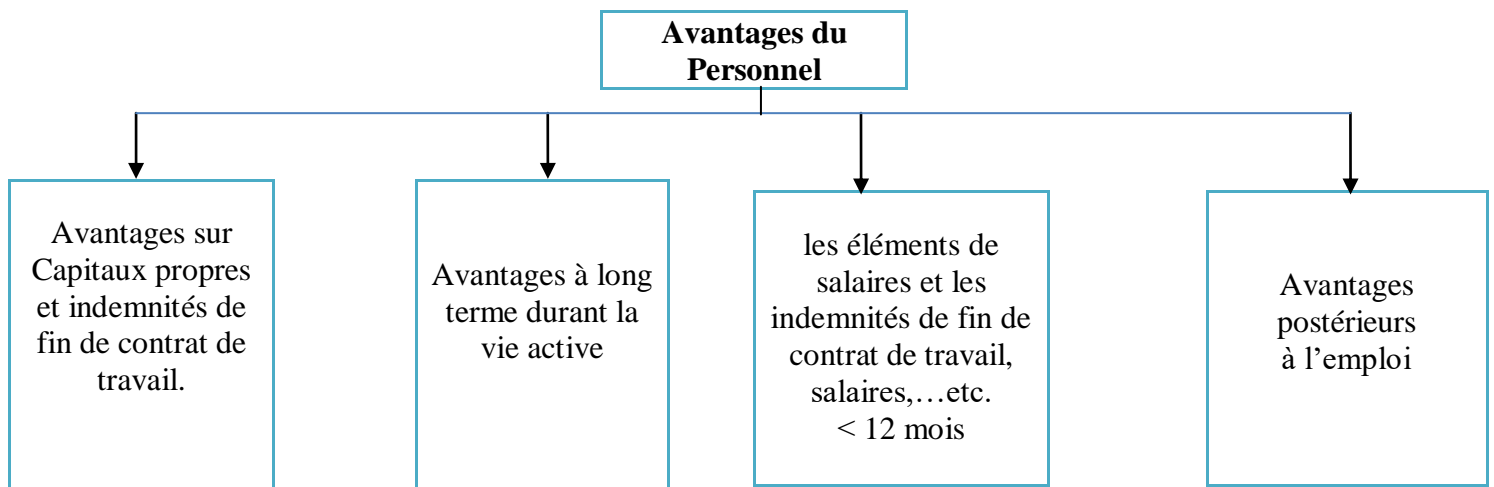 Avantages du
Personnel
Avantages sur
Capitaux propres
et indemnités de
fin de contrat de
travail.
Avantages à long
terme durant la
vie active
les éléments de
salaires et les
indemnités de fin de
contrat de travail,
salaires,…etc.
< 12 mois
Avantages
postérieurs
à l’emploi